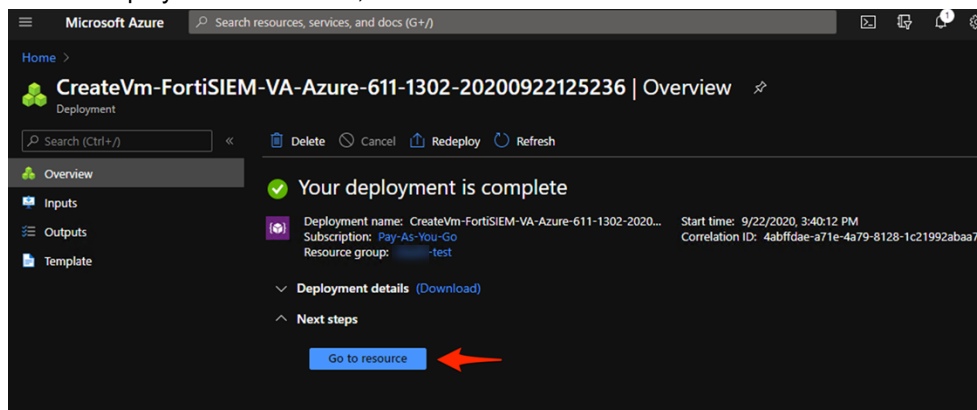 Microsoft Azure
Search resources, services, and docs (G+/)
1
Home >
CreateVm-FortiSIEM-VA-Azure-611-1302-20200922125236 | Overview
Deployment
Search (Ctrl+/)
«
Delete Cancel Redeploy Refresh
Overview
Inputs
Outputs
Template
Your deployment is complete
Deployment name: CreateVm-FortiSIEM-VA-Azure-611-1302-2020...
Subscription: Pay-As-You-Go
Resource group: -test
Start time: 9/22/2020, 3:40:12 PM
Correlation ID: 4abffdae-a71e-4a79-8128-1c21992abaa7
Deployment details (Download)
Next steps
Go to resource